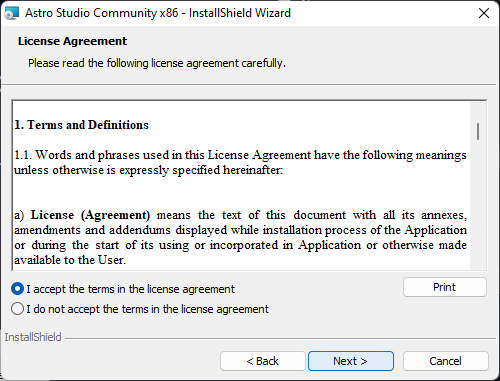 Astro Studio Community x86 - InstallShield Wizard
License Agreement
Please read the following license agreement carefully.
1. Terms and Definitions
1.1. Words and phrases used in this License Agreement have the following meanings
unless otherwise is expressly specified hereinafter:
a) License (Agreement) means the text of this document with all its annexes,
amendments and addendums displayed while installation process of the Application
or during the start of its using or incorporated in Application or otherwise made
available to the User.
I accept the terms in the license agreement
Print
I do not accept the terms in the license agreement
InstallShield
< Back
Next >
Cancel